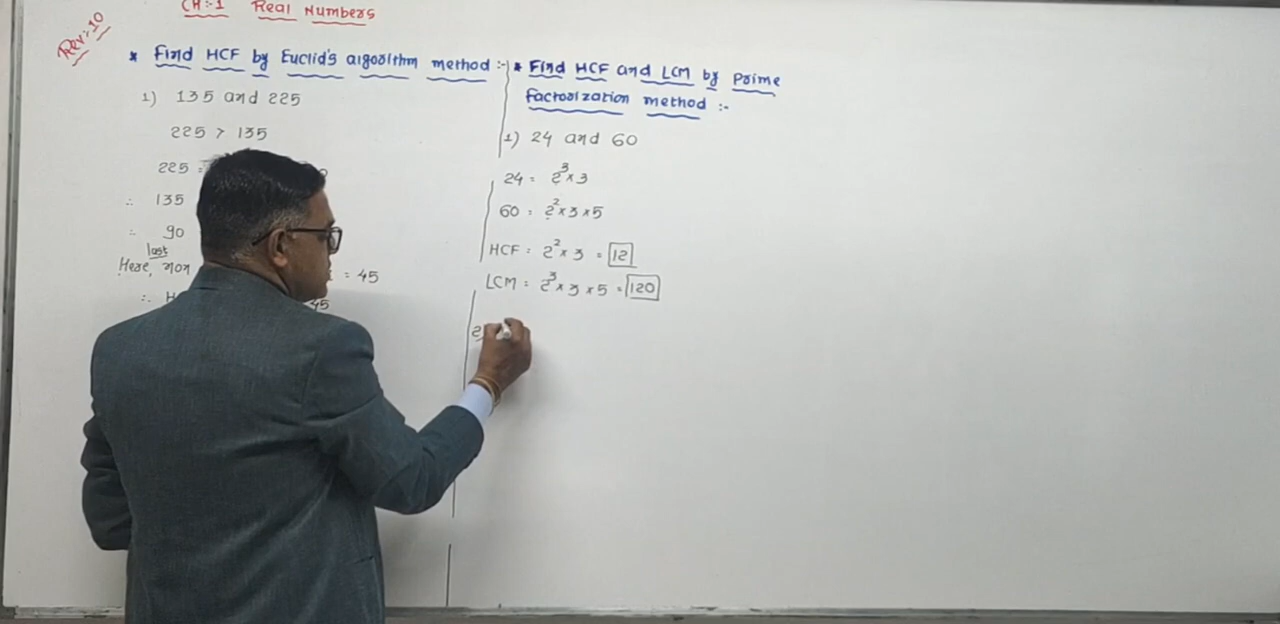 CH:-1 Real Numbers
Rev:-10
* Find HCF by Euclid's algorithm method :-
1) 135 and 225
225 > 135
225 =
∴ 135
∴ 90
last
Here, non = 45
∴ H 45
* Find HCF and LCM by Prime
factorization method :-
1) 24 and 60
24 = 2³ × 3
60 = 2² × 3 × 5
HCF = 2² × 3 = 12
LCM = 2³ × 3 × 5 = 120
2)